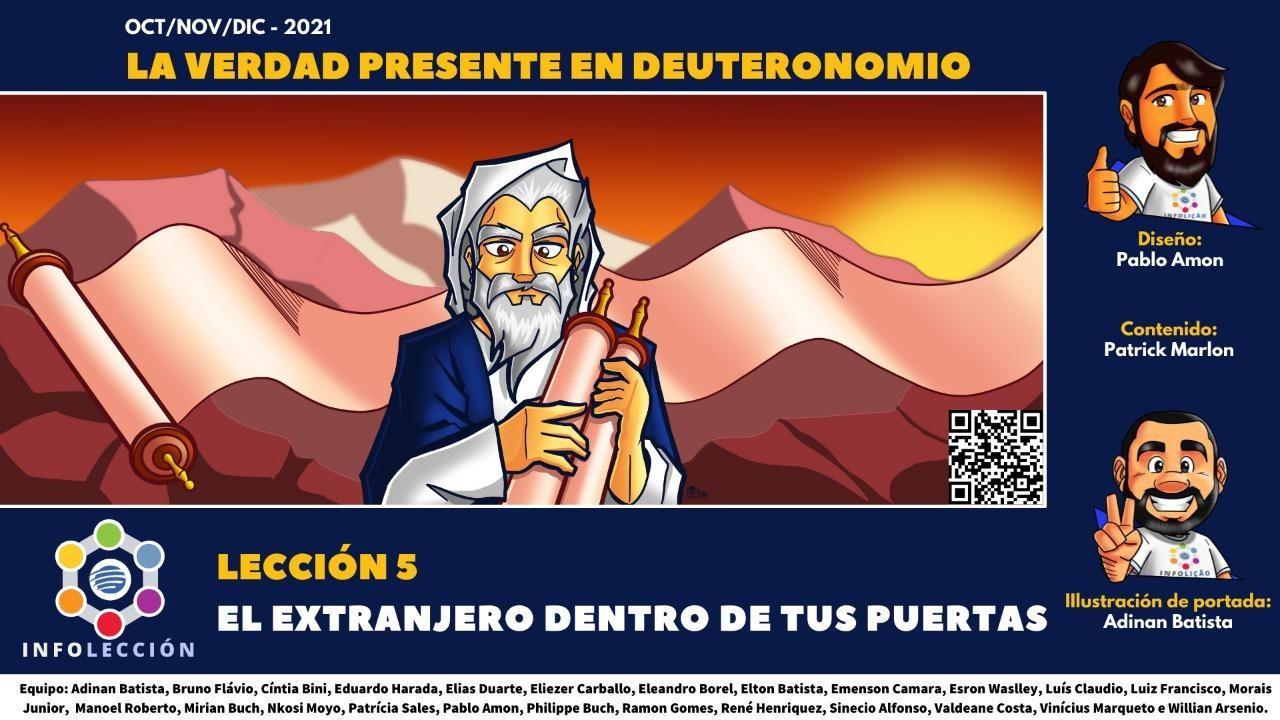 OCT/NOV/DIC - 2021
LA VERDAD PRESENTE EN DEUTERONOMIO
INFOLIÇÃO
Diseño:
Pablo Amon
Contenido:
Patrick Marlon
INFOLIÇÃO
Illustración de portada:
Adinan Batista
LECCIÓN 5
EL EXTRANJERO DENTRO DE TUS PUERTAS
INFOLECCIÓN
Equipo: Adinan Batista, Bruno Flávio, Cíntia Bini, Eduardo Harada, Elias Duarte, Eliezer Carballo, Eleandro Borel, Elton Batista, Emenson Camara, Esron Waslley, Luís Claudio, Luiz Francisco, Morais
Junior, Manoel Roberto, Mirian Buch, Nkosi Moyo, Patrícia Sales, Pablo Amon, Philippe Buch, Ramon Gomes, René Henriquez, Sinecio Alfonso, Valdeane Costa, Vinícius Marqueto e Willian Arsenio.